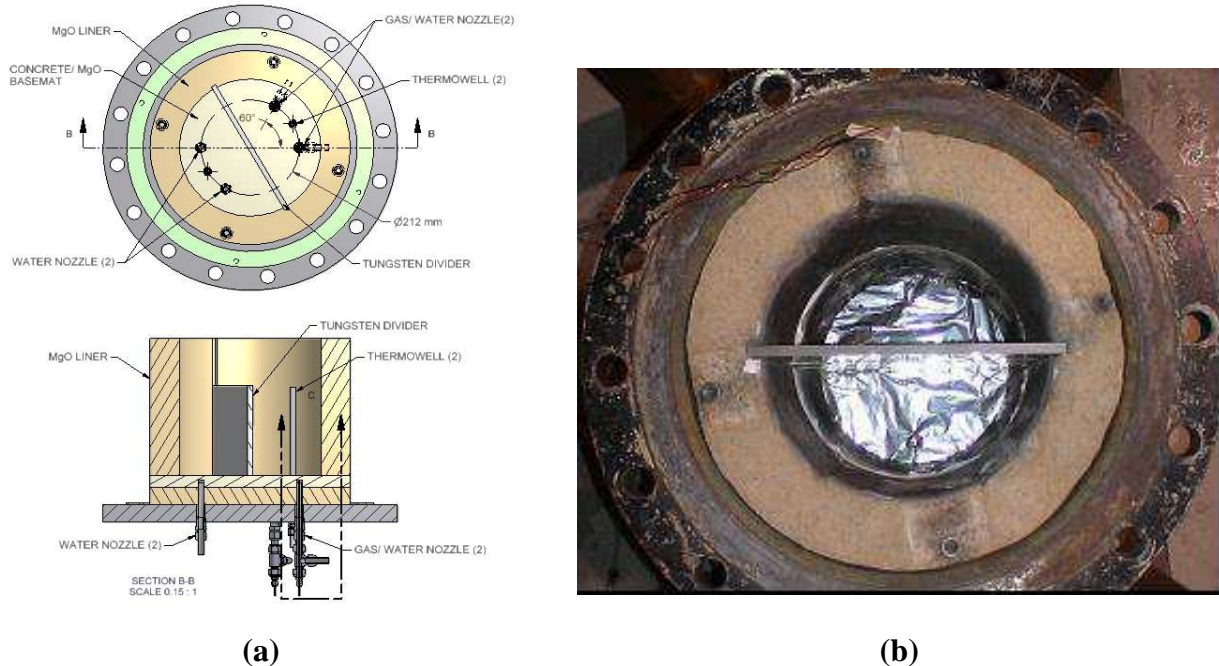 MgO LINER
GAS/ WATER NOZZLE(2)
CONCRETE/ MgO
BASEMAT
THERMOWELL (2)
60°
B
B
Ø212 mm
WATER NOZZLE (2)
TUNGSTEN DIVIDER
TUNGSTEN DIVIDER
MgO LINER
THERMOWELL (2)
C
WATER NOZZLE (2)
GAS/ WATER NOZZLE (2)
SECTION B-B
SCALE 0.15 : 1
(a)
(b)